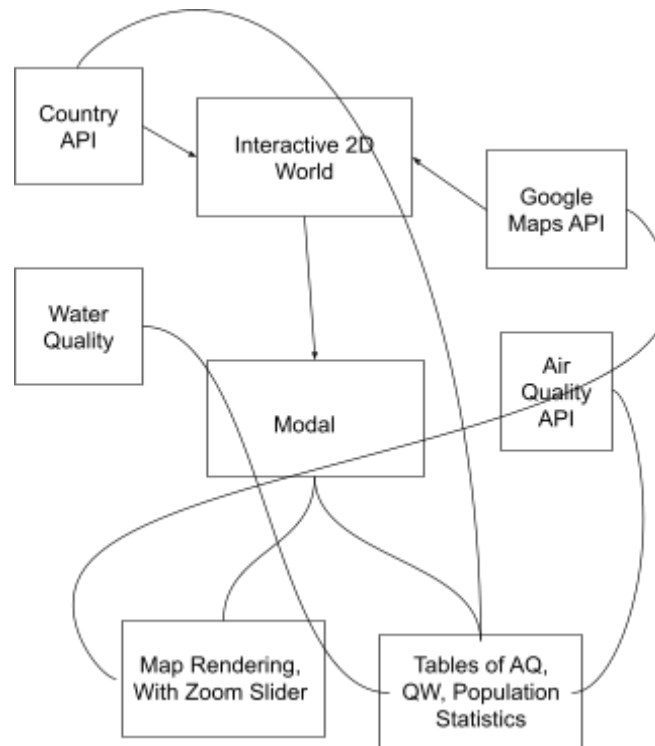 Country
API
Interactive 2D
World
Google
Maps API
Water
Quality
Air
Quality
API
Modal
Map Rendering,
With Zoom Slider
Tables of AQ,
QW, Population
Statistics